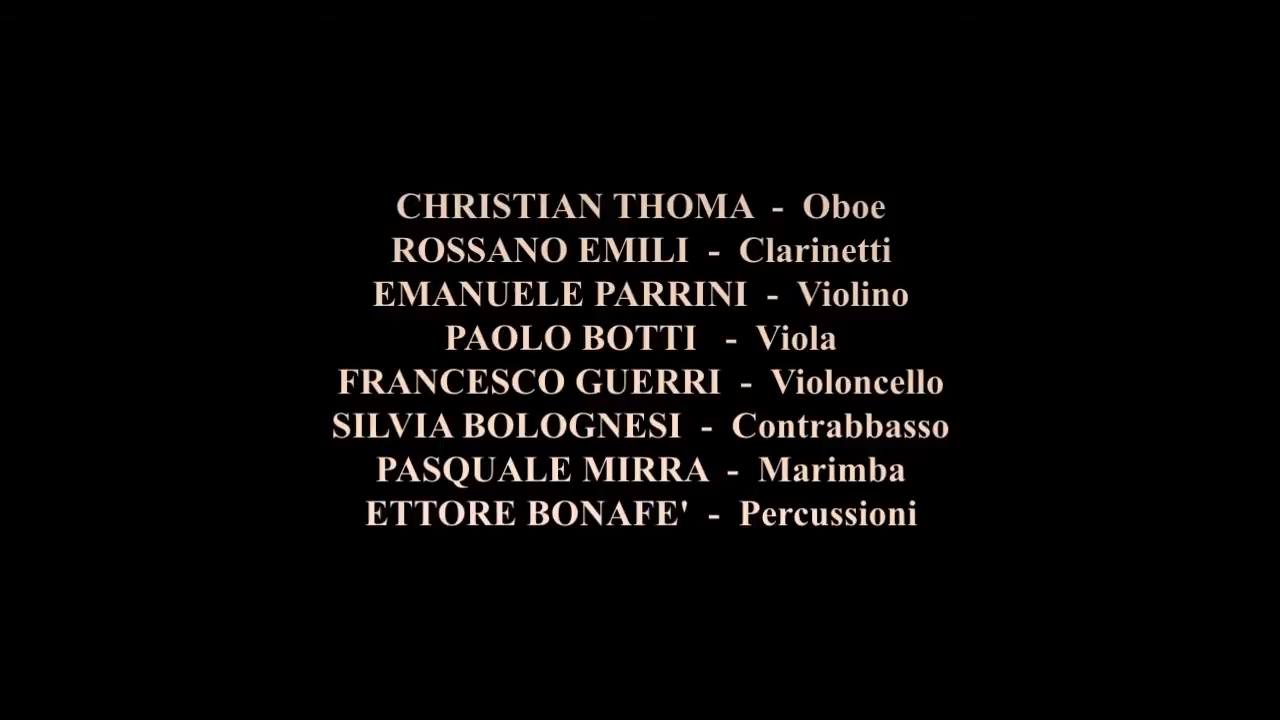 CHRISTIAN THOMA - Oboe
ROSSANO EMILI - Clarinetti
EMANUELE PARRINI - Violino
PAOLO BOTTI - Viola
FRANCESCO GUERRI - Violoncello
SILVIA BOLOGNESI - Contrabbasso
PASQUALE MIRRA - Marimba
ETTORE BONAFE' - Percussioni